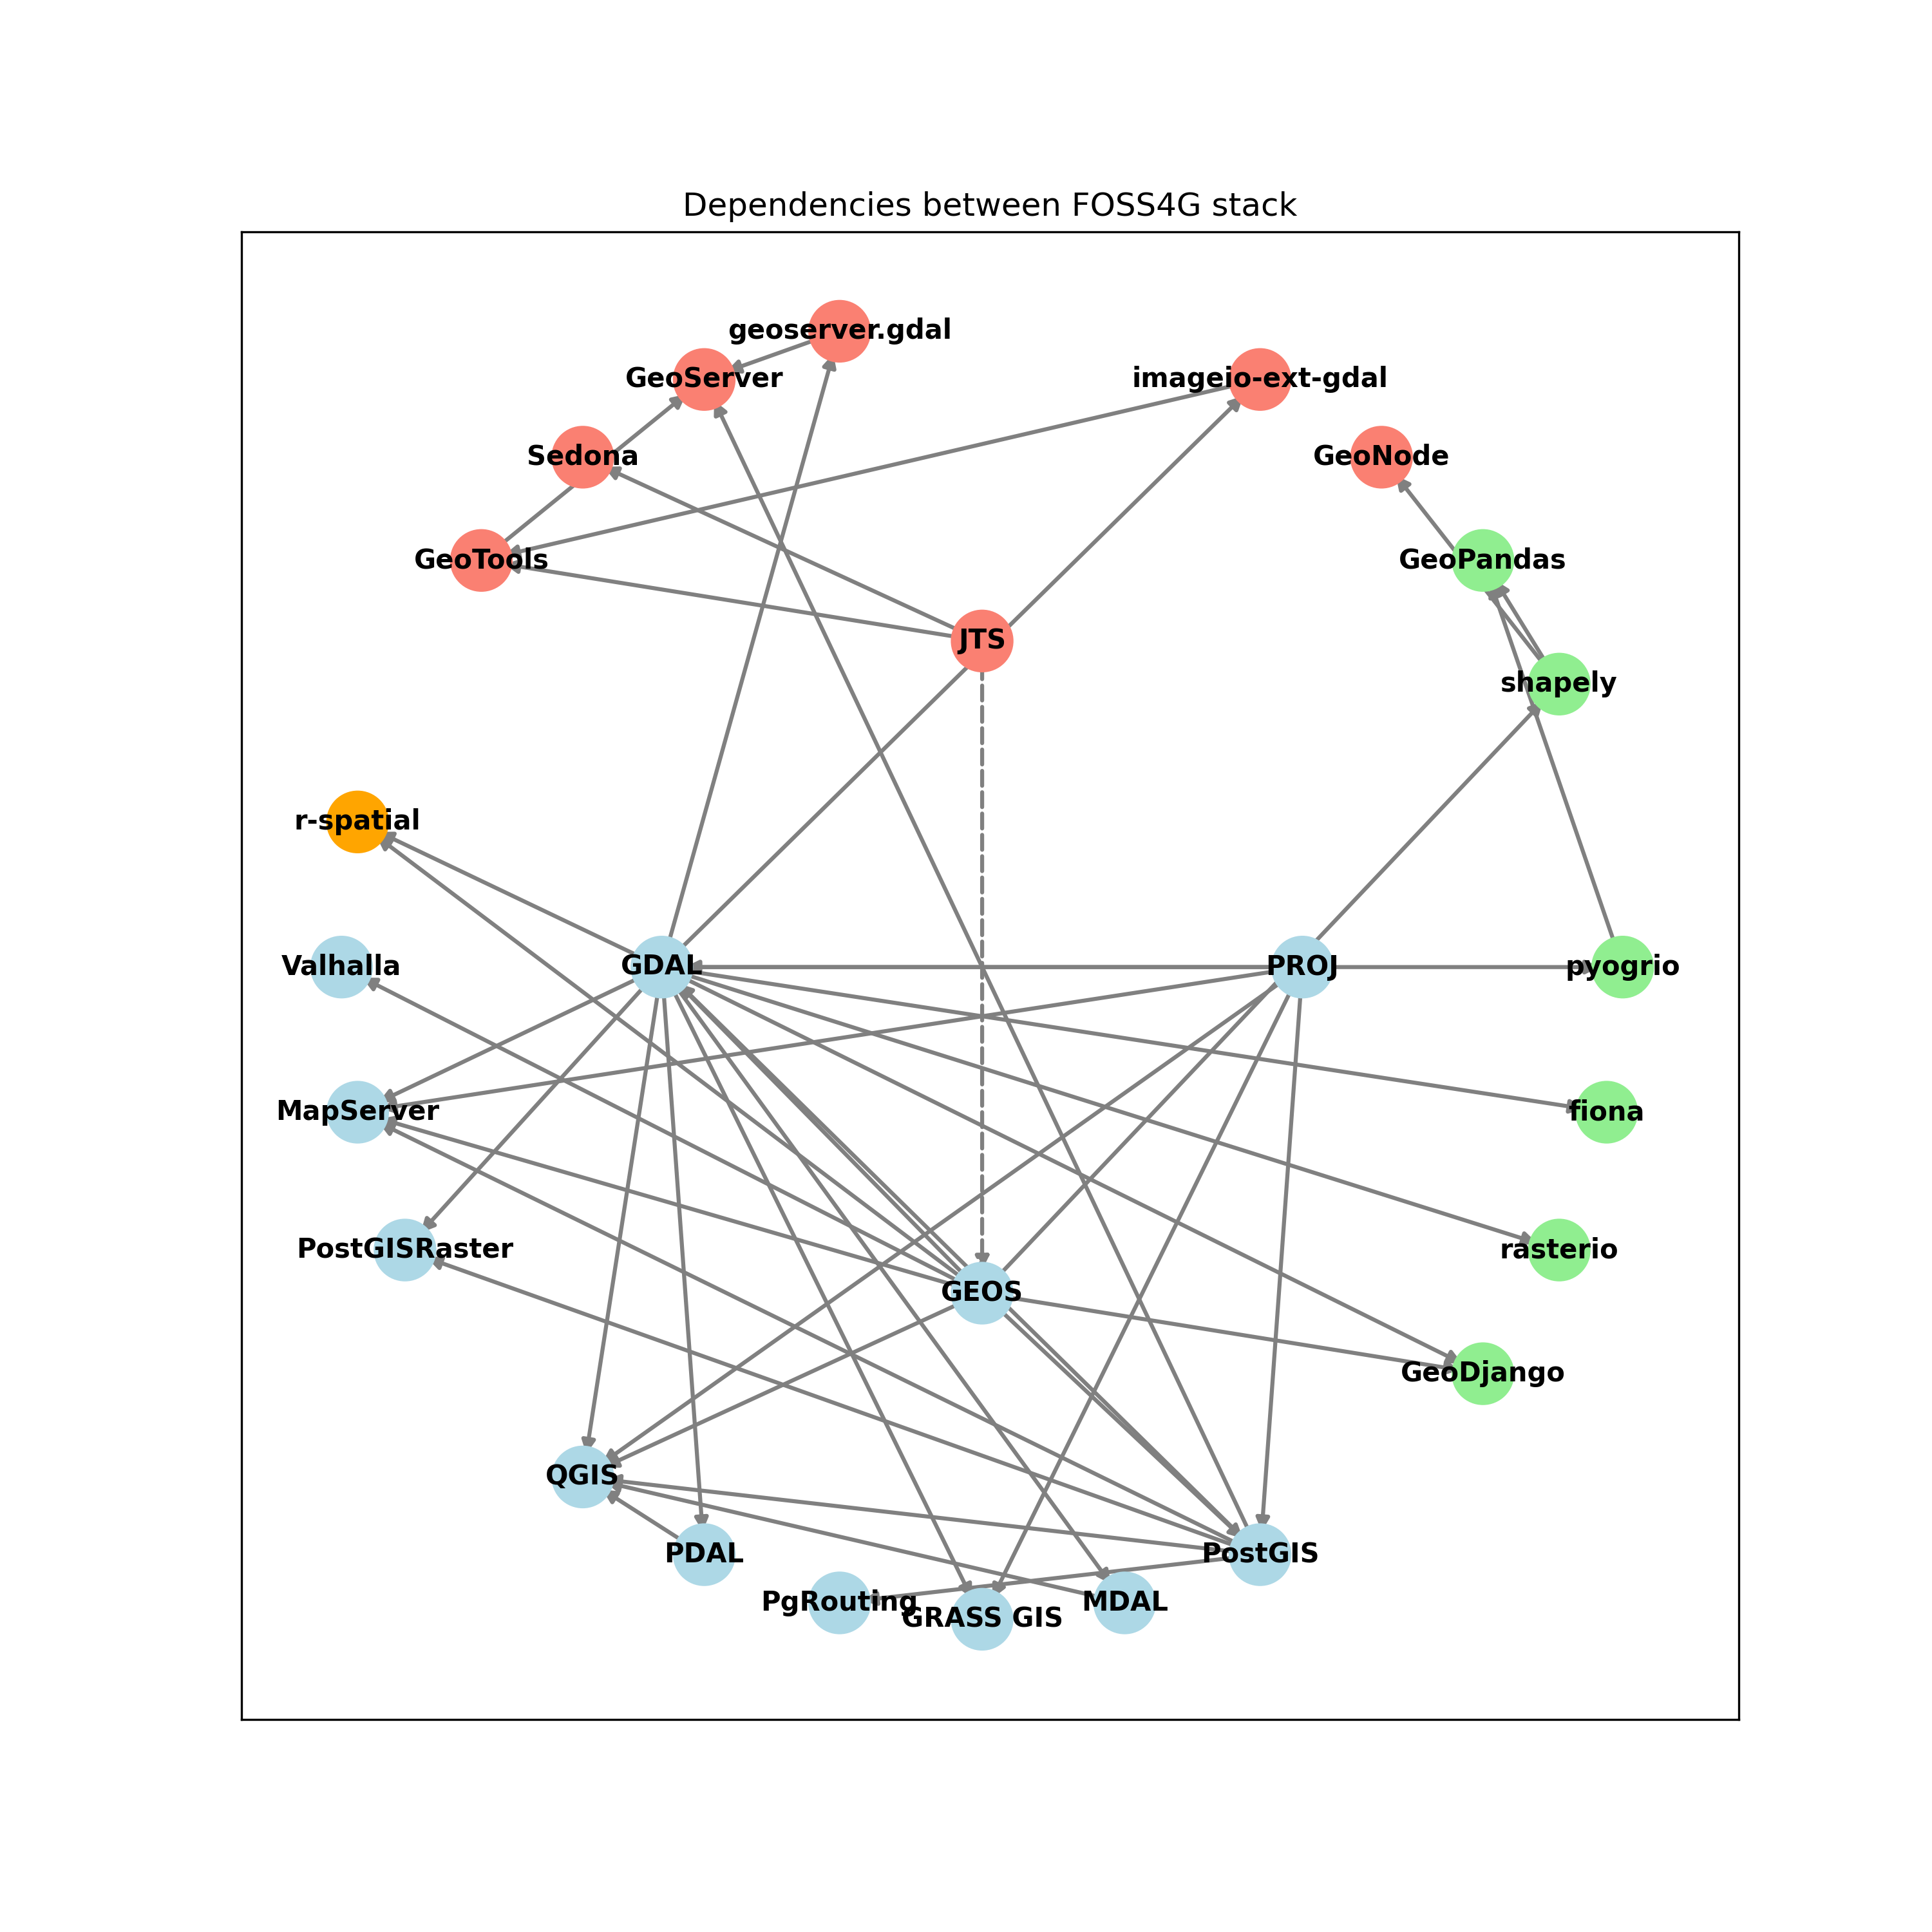 Dependencies between FOSS4G stack
geoserver.gdal
GeoServer
imageio-ext-gdal
Sedona
GeoNode
GeoTools
GeoPandas
JTS
shapely
r-spatial
Valhalla
GDAL
PROJ
pyogrio
MapServer
fiona
PostGISRaster
rasterio
GEOS
GeoDjango
QGIS
PDAL
PostGIS
PgRouting
GRASS GIS
MDAL